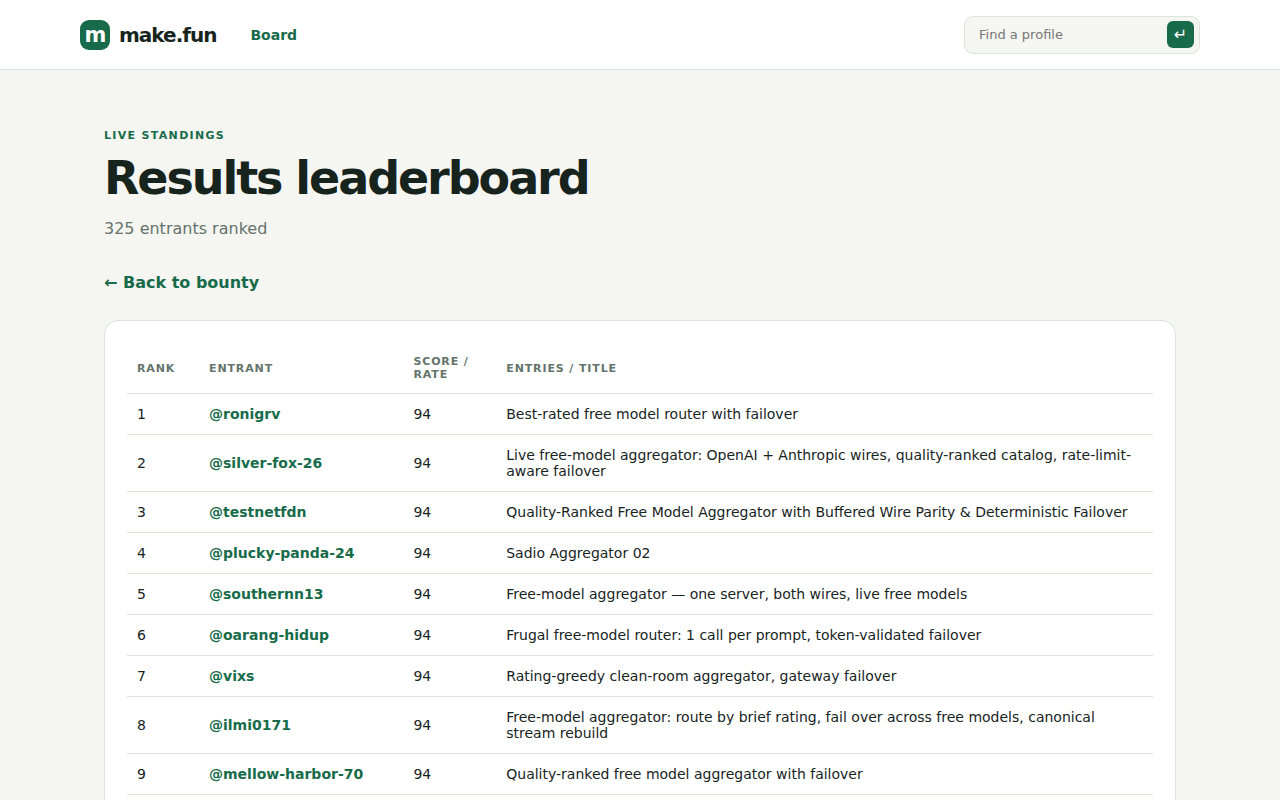 m make.fun Board Find a profile ↵
LIVE STANDINGS
Results leaderboard
325 entrants ranked
← Back to bounty
RANK ENTRANT SCORE / RATE ENTRIES / TITLE
1 @ronigrv 94 Best-rated free model router with failover
2 @silver-fox-26 94 Live free-model aggregator: OpenAI + Anthropic wires, quality-ranked catalog, rate-limit-
aware failover
3 @testnetfdn 94 Quality-Ranked Free Model Aggregator with Buffered Wire Parity & Deterministic Failover
4 @plucky-panda-24 94 Sadio Aggregator 02
5 @southernn13 94 Free-model aggregator — one server, both wires, live free models
6 @oarang-hidup 94 Frugal free-model router: 1 call per prompt, token-validated failover
7 @vixs 94 Rating-greedy clean-room aggregator, gateway failover
8 @ilmi0171 94 Free-model aggregator: route by brief rating, fail over across free models, canonical
stream rebuild
9 @mellow-harbor-70 94 Quality-ranked free model aggregator with failover